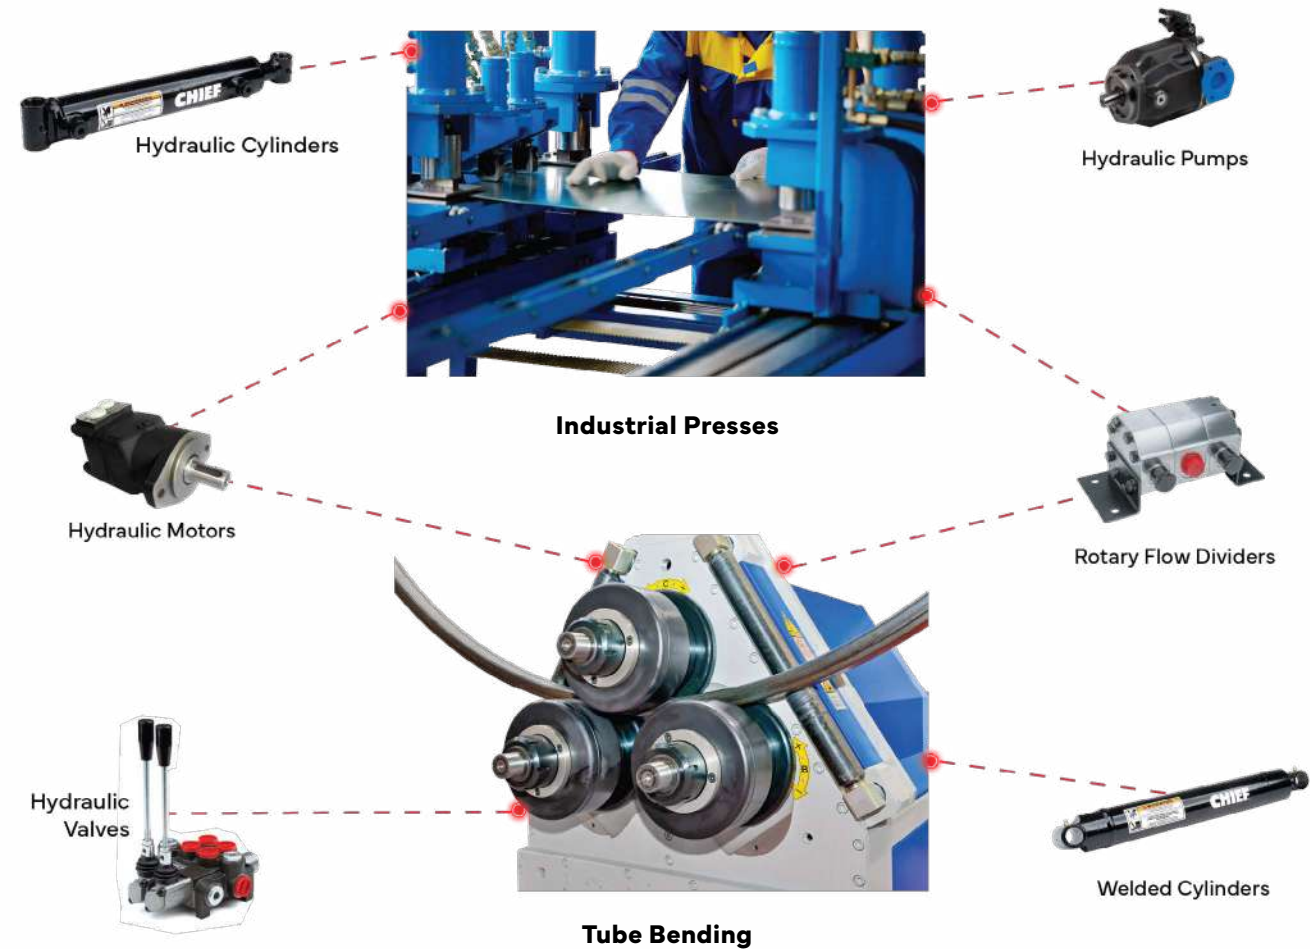 CHIEF
Hydraulic Cylinders
Hydraulic Pumps
Industrial Presses
Hydraulic Motors
Rotary Flow Dividers
C
B
Hydraulic
Valves
CHIEF
Welded Cylinders
Tube Bending